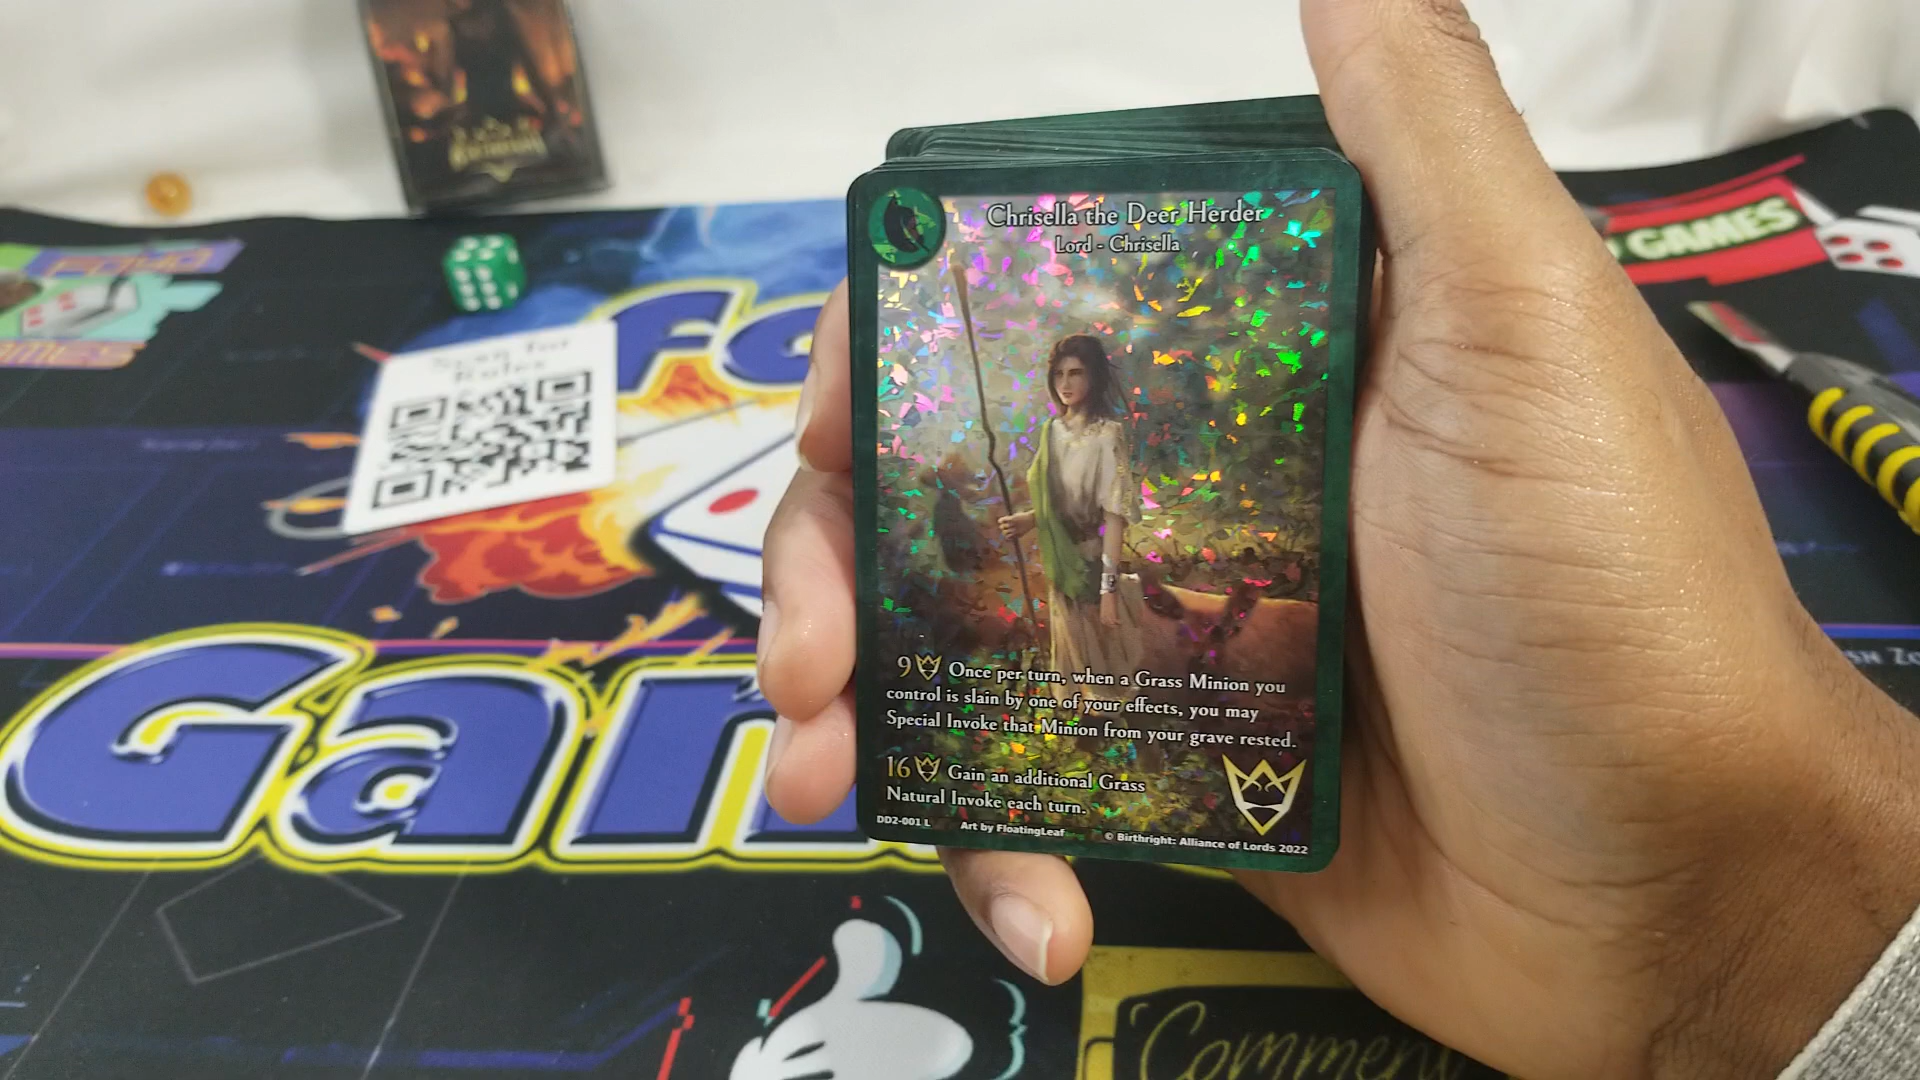 Chrisella the Deer Herder
Lord - Chrisella
9 Once per turn, when a Grass Minion you
control is slain by one of your effects, you may
Special Invoke that Minion from your grave rested.
16 Gain an additional Grass
Natural Invoke each turn.
DD2-001 L Art by FloatingLeaf © Birthright: Alliance of Lords 2022
Scan for
Rules
GAMES
Gam
Comment